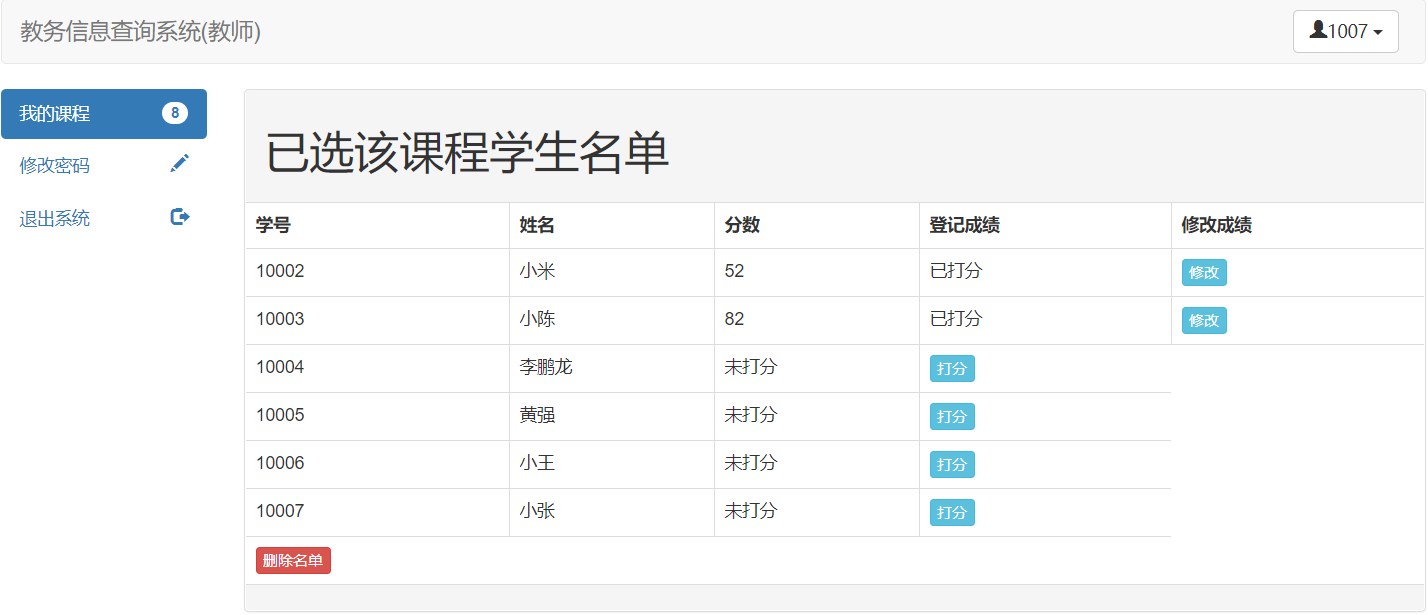 教务信息查询系统(教师)
1007
我的课程 8
修改密码
退出系统
已选该课程学生名单
学号 姓名 分数 登记成绩 修改成绩
10002 小米 52 已打分 修改
10003 小陈 82 已打分 修改
10004 李鹏龙 未打分 打分
10005 黄强 未打分 打分
10006 小王 未打分 打分
10007 小张 未打分 打分
删除名单